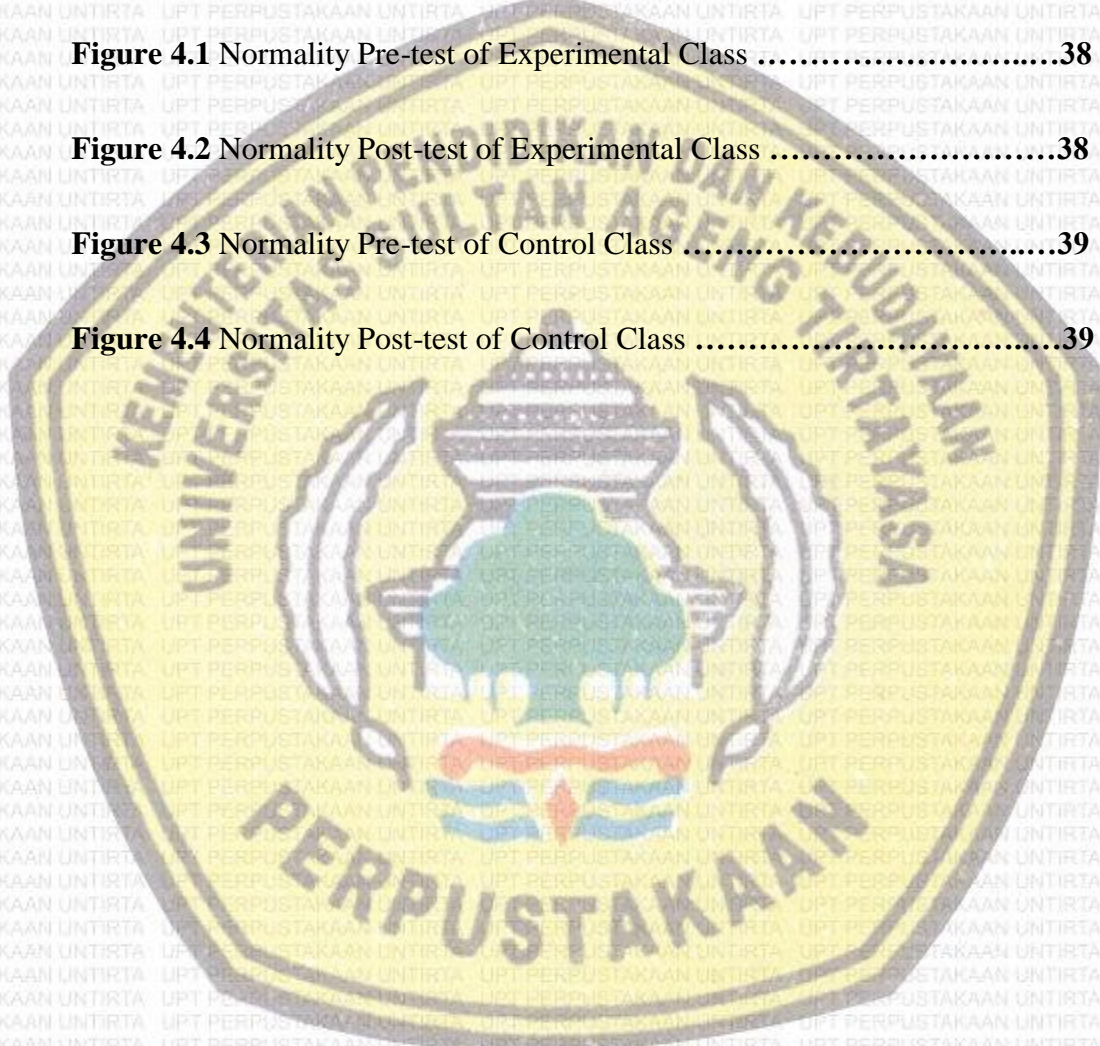 Figure 4.1 Normality Pre-test of Experimental Class ……………………..…38
Figure 4.2 Normality Post-test of Experimental Class ………………………38
Figure 4.3 Normality Pre-test of Control Class …….……………………..…39
Figure 4.4 Normality Post-test of Control Class …………………………..…39
KEMENTERIAN PENDIDIKAN DAN KEBUDAYAAN
UNIVERSITAS SULTAN AGENG TIRTAYASA
PERPUSTAKAAN